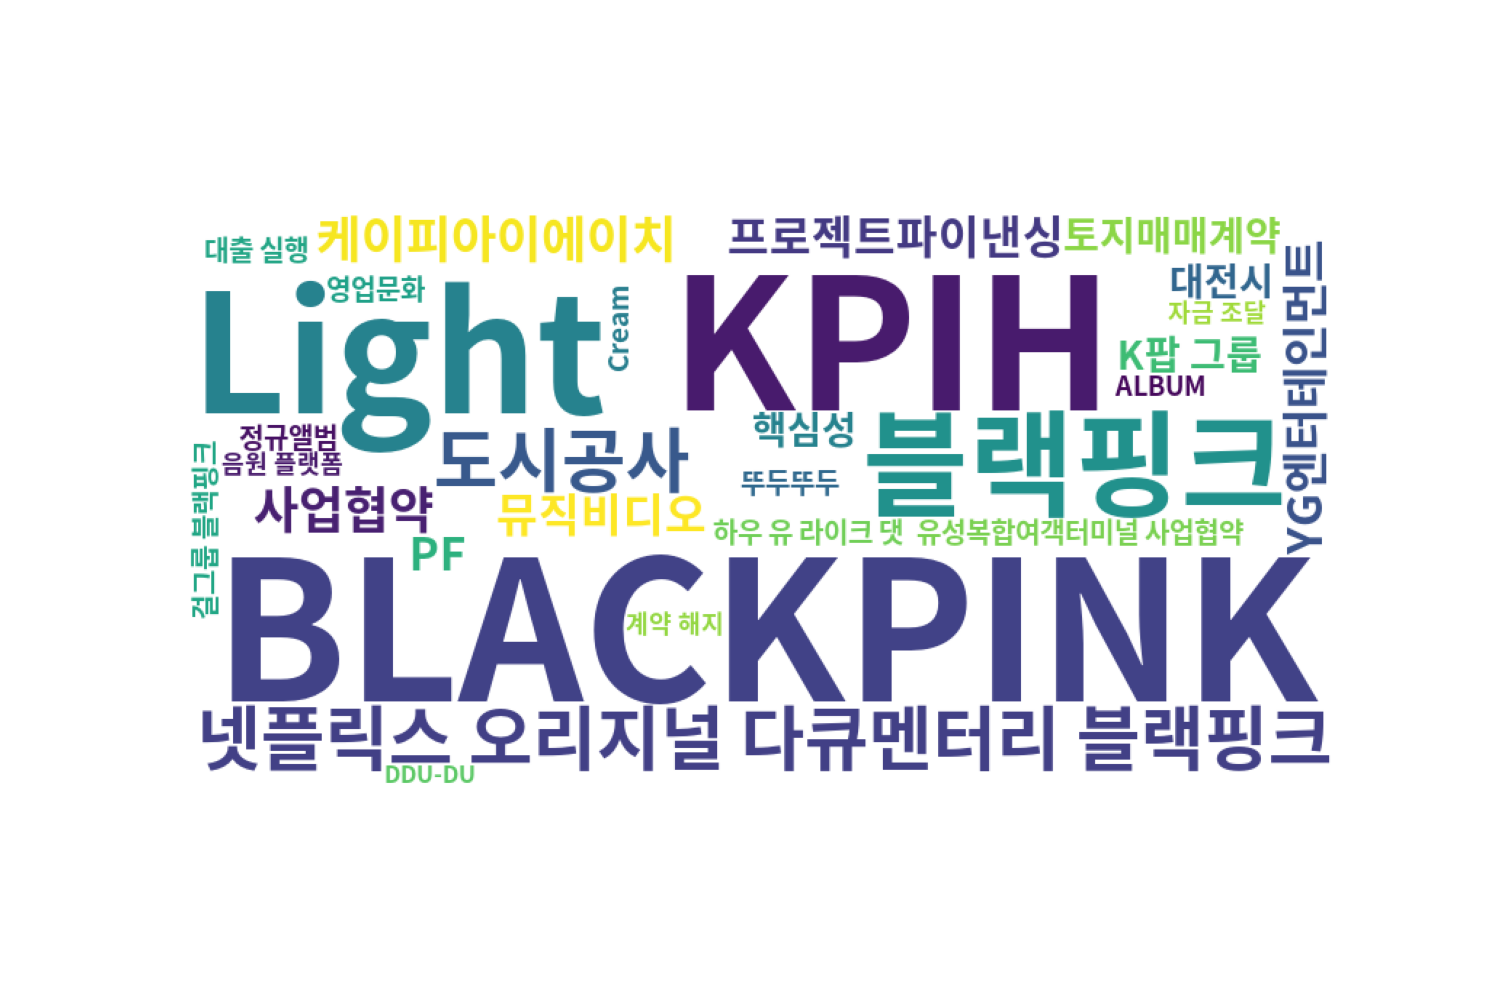 케이피아이에이치
프로젝트파이낸싱
토지매매계약
대출 실행
대전시
영업문화
Light
Cream
KPIH
자금 조달
K팝 그룹
ALBUM
YG엔터테인먼트
정규앨범
음원 플랫폼
도시공사
핵심성
블랙핑크
뚜두뚜두
걸그룹 블랙핑크
사업협약
뮤직비디오
하우 유 라이크 댓
유성복합여객터미널 사업협약
PF
BLACKPINK
계약 해지
넷플릭스 오리지널 다큐멘터리 블랙핑크
DDU-DU